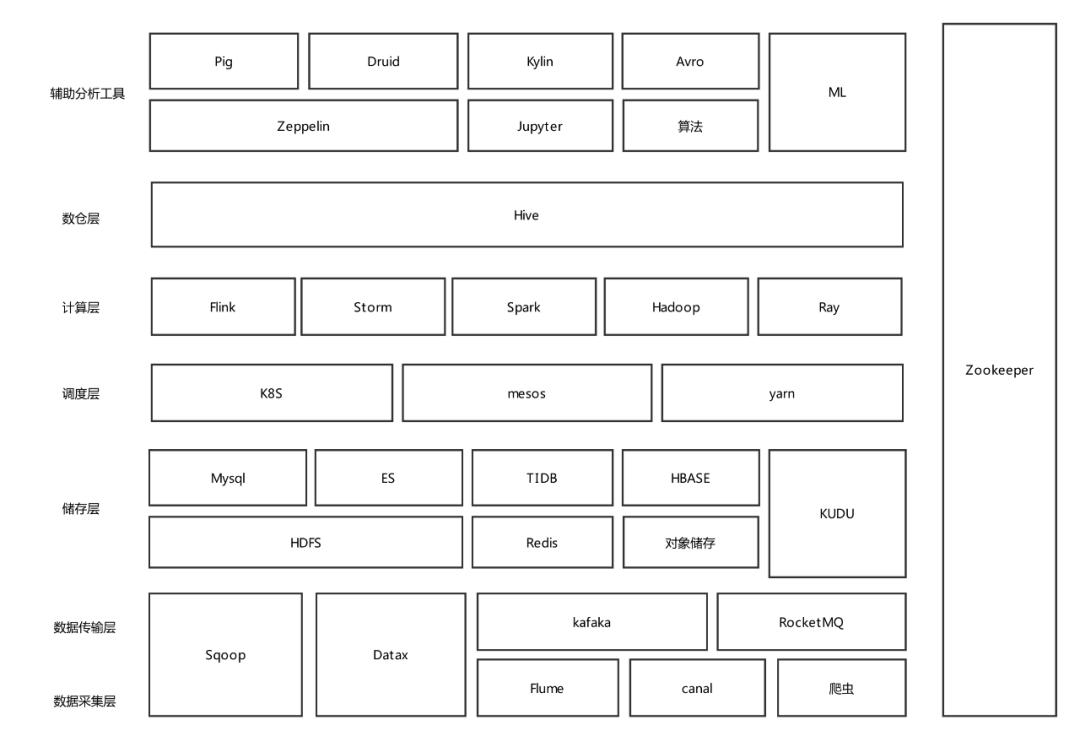 Pig
Druid
Kylin
Avro
ML
辅助分析工具
Zeppelin
Jupyter
算法
数仓层
Hive
计算层
Flink
Storm
Spark
Hadoop
Ray
Zookeeper
调度层
K8S
mesos
yarn
储存层
Mysql
ES
TIDB
HBASE
KUDU
HDFS
Redis
对象储存
数据传输层
Sqoop
Datax
kafaka
RocketMQ
数据采集层
Flume
canal
爬虫